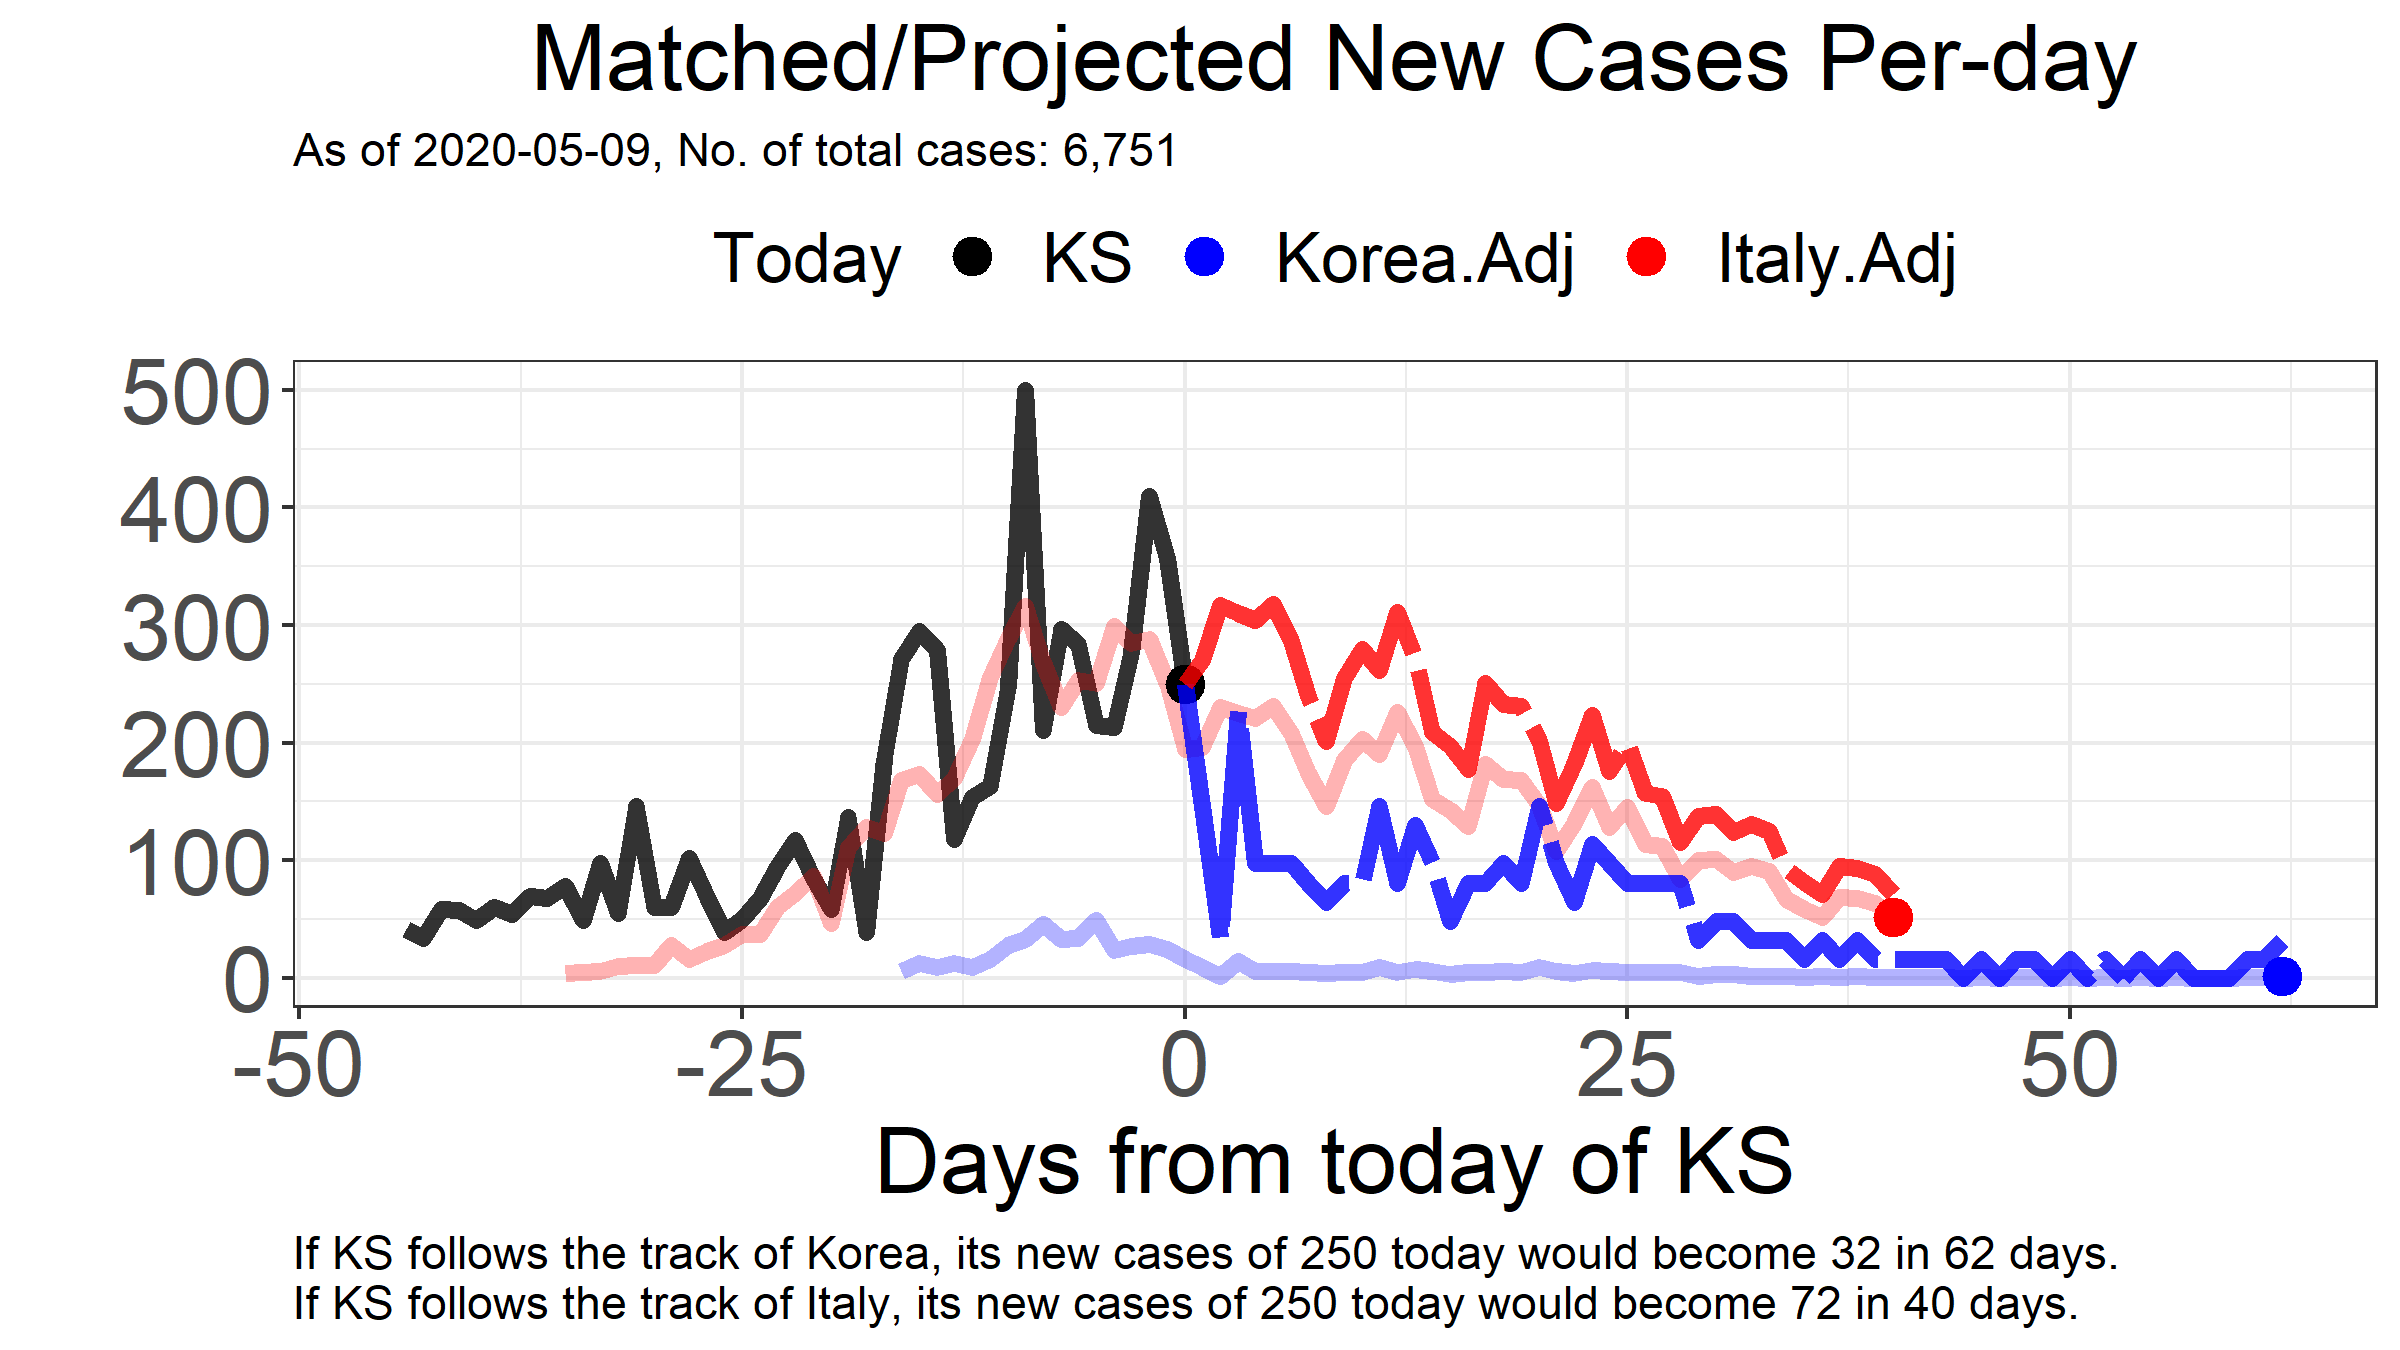 Matched/Projected New Cases Per-day
As of 2020-05-09, No. of total cases: 6,751
Today KS Korea.Adj Italy.Adj
500
400
300
200
100
0
-50 -25 0 25 50
Days from today of KS
If KS follows the track of Korea, its new cases of 250 today would become 32 in 62 days.
If KS follows the track of Italy, its new cases of 250 today would become 72 in 40 days.